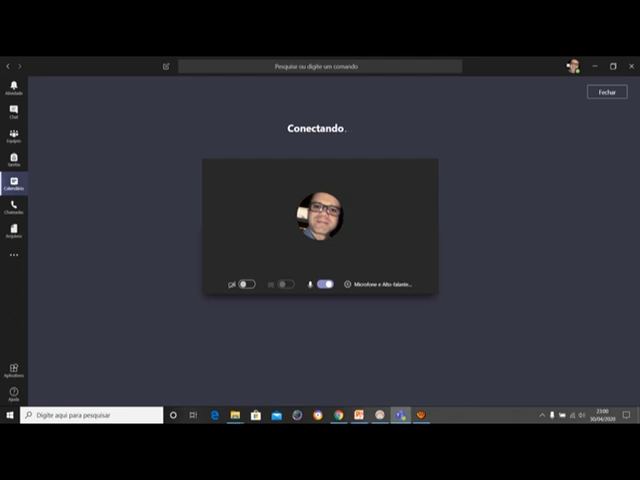 Pesquise ou digite um comando
Atividade
Fechar
Chat
Conectando.
Equipes
Tarefas
Calendário
Chamadas
Arquivos
Microfone e Alto-falante...
Aplicativos
Ajuda
Digite aqui para pesquisar
23:00
30/04/2020